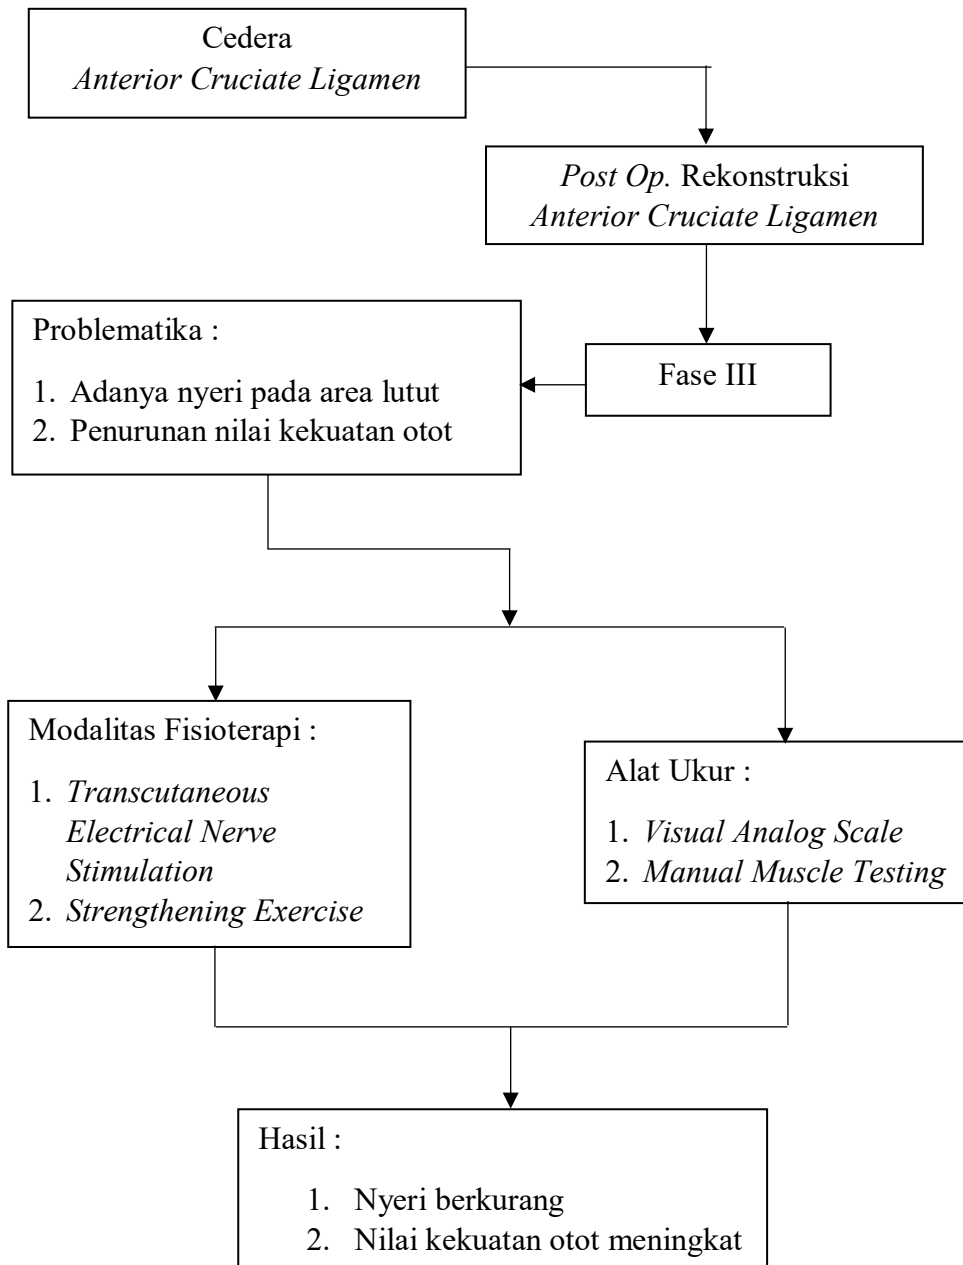 Cedera
Anterior Cruciate Ligamen
Post Op. Rekonstruksi
Anterior Cruciate Ligamen
Fase III
Problematika :
1. Adanya nyeri pada area lutut
2. Penurunan nilai kekuatan otot
Modalitas Fisioterapi :
1. Transcutaneous
Electrical Nerve
Stimulation
2. Strengthening Exercise
Alat Ukur :
1. Visual Analog Scale
2. Manual Muscle Testing
Hasil :
1. Nyeri berkurang
2. Nilai kekuatan otot meningkat